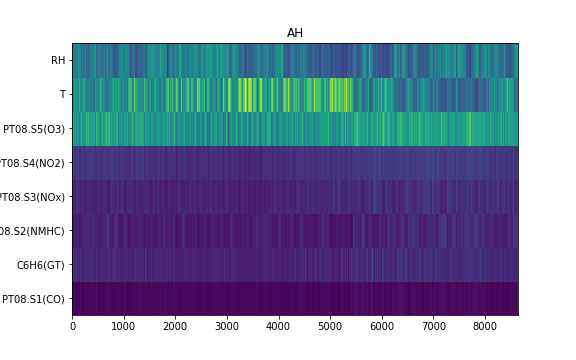 AH
RH
T
PT08.S5(O3)
PT08.S4(NO2)
PT08.S3(NOx)
08.S2(NMHC)
C6H6(GT)
PT08.S1(CO)
0 1000 2000 3000 4000 5000 6000 7000 8000